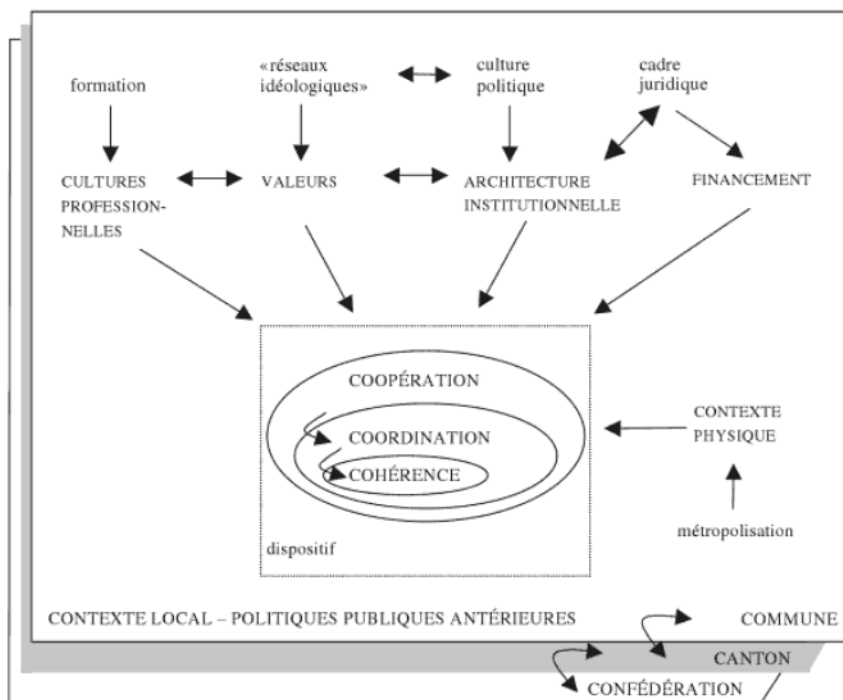 formation
«réseaux
idéologiques»
culture
politique
cadre
juridique
CULTURES
PROFESSION-
NELLES
VALEURS
ARCHITECTURE
INSTITUTIONNELLE
FINANCEMENT
COOPÉRATION
COORDINATION
COHÉRENCE
dispositif
CONTEXTE
PHYSIQUE
métropolisation
CONTEXTE LOCAL – POLITIQUES PUBLIQUES ANTÉRIEURES
COMMUNE
CANTON
CONFÉDÉRATION